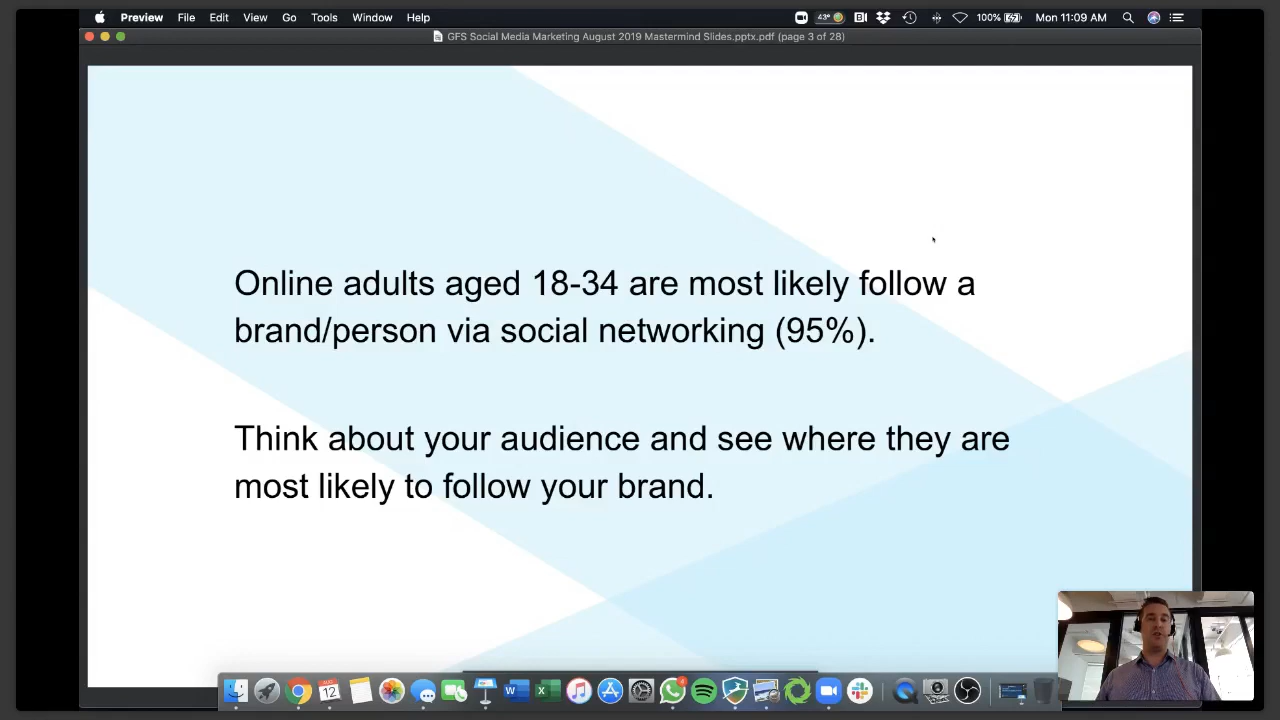 Preview File Edit View Go Tools Window Help 43° 100% Mon 11:09 AM
GFS Social Media Marketing August 2019 Mastermind Slides.pptx.pdf (page 3 of 28)
Online adults aged 18-34 are most likely follow a
brand/person via social networking (95%).
Think about your audience and see where they are
most likely to follow your brand.
12